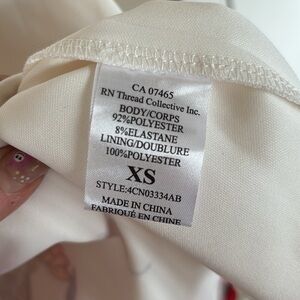 CA 07465
RN Thread Collective Inc.
BODY/CORPS
92%POLYESTER
8%ELASTANE
LINING/DOUBLURE
100%POLYESTER
XS
STYLE:4CN03334AB
MADE IN CHINA
FABRIQUÉ EN CHINE